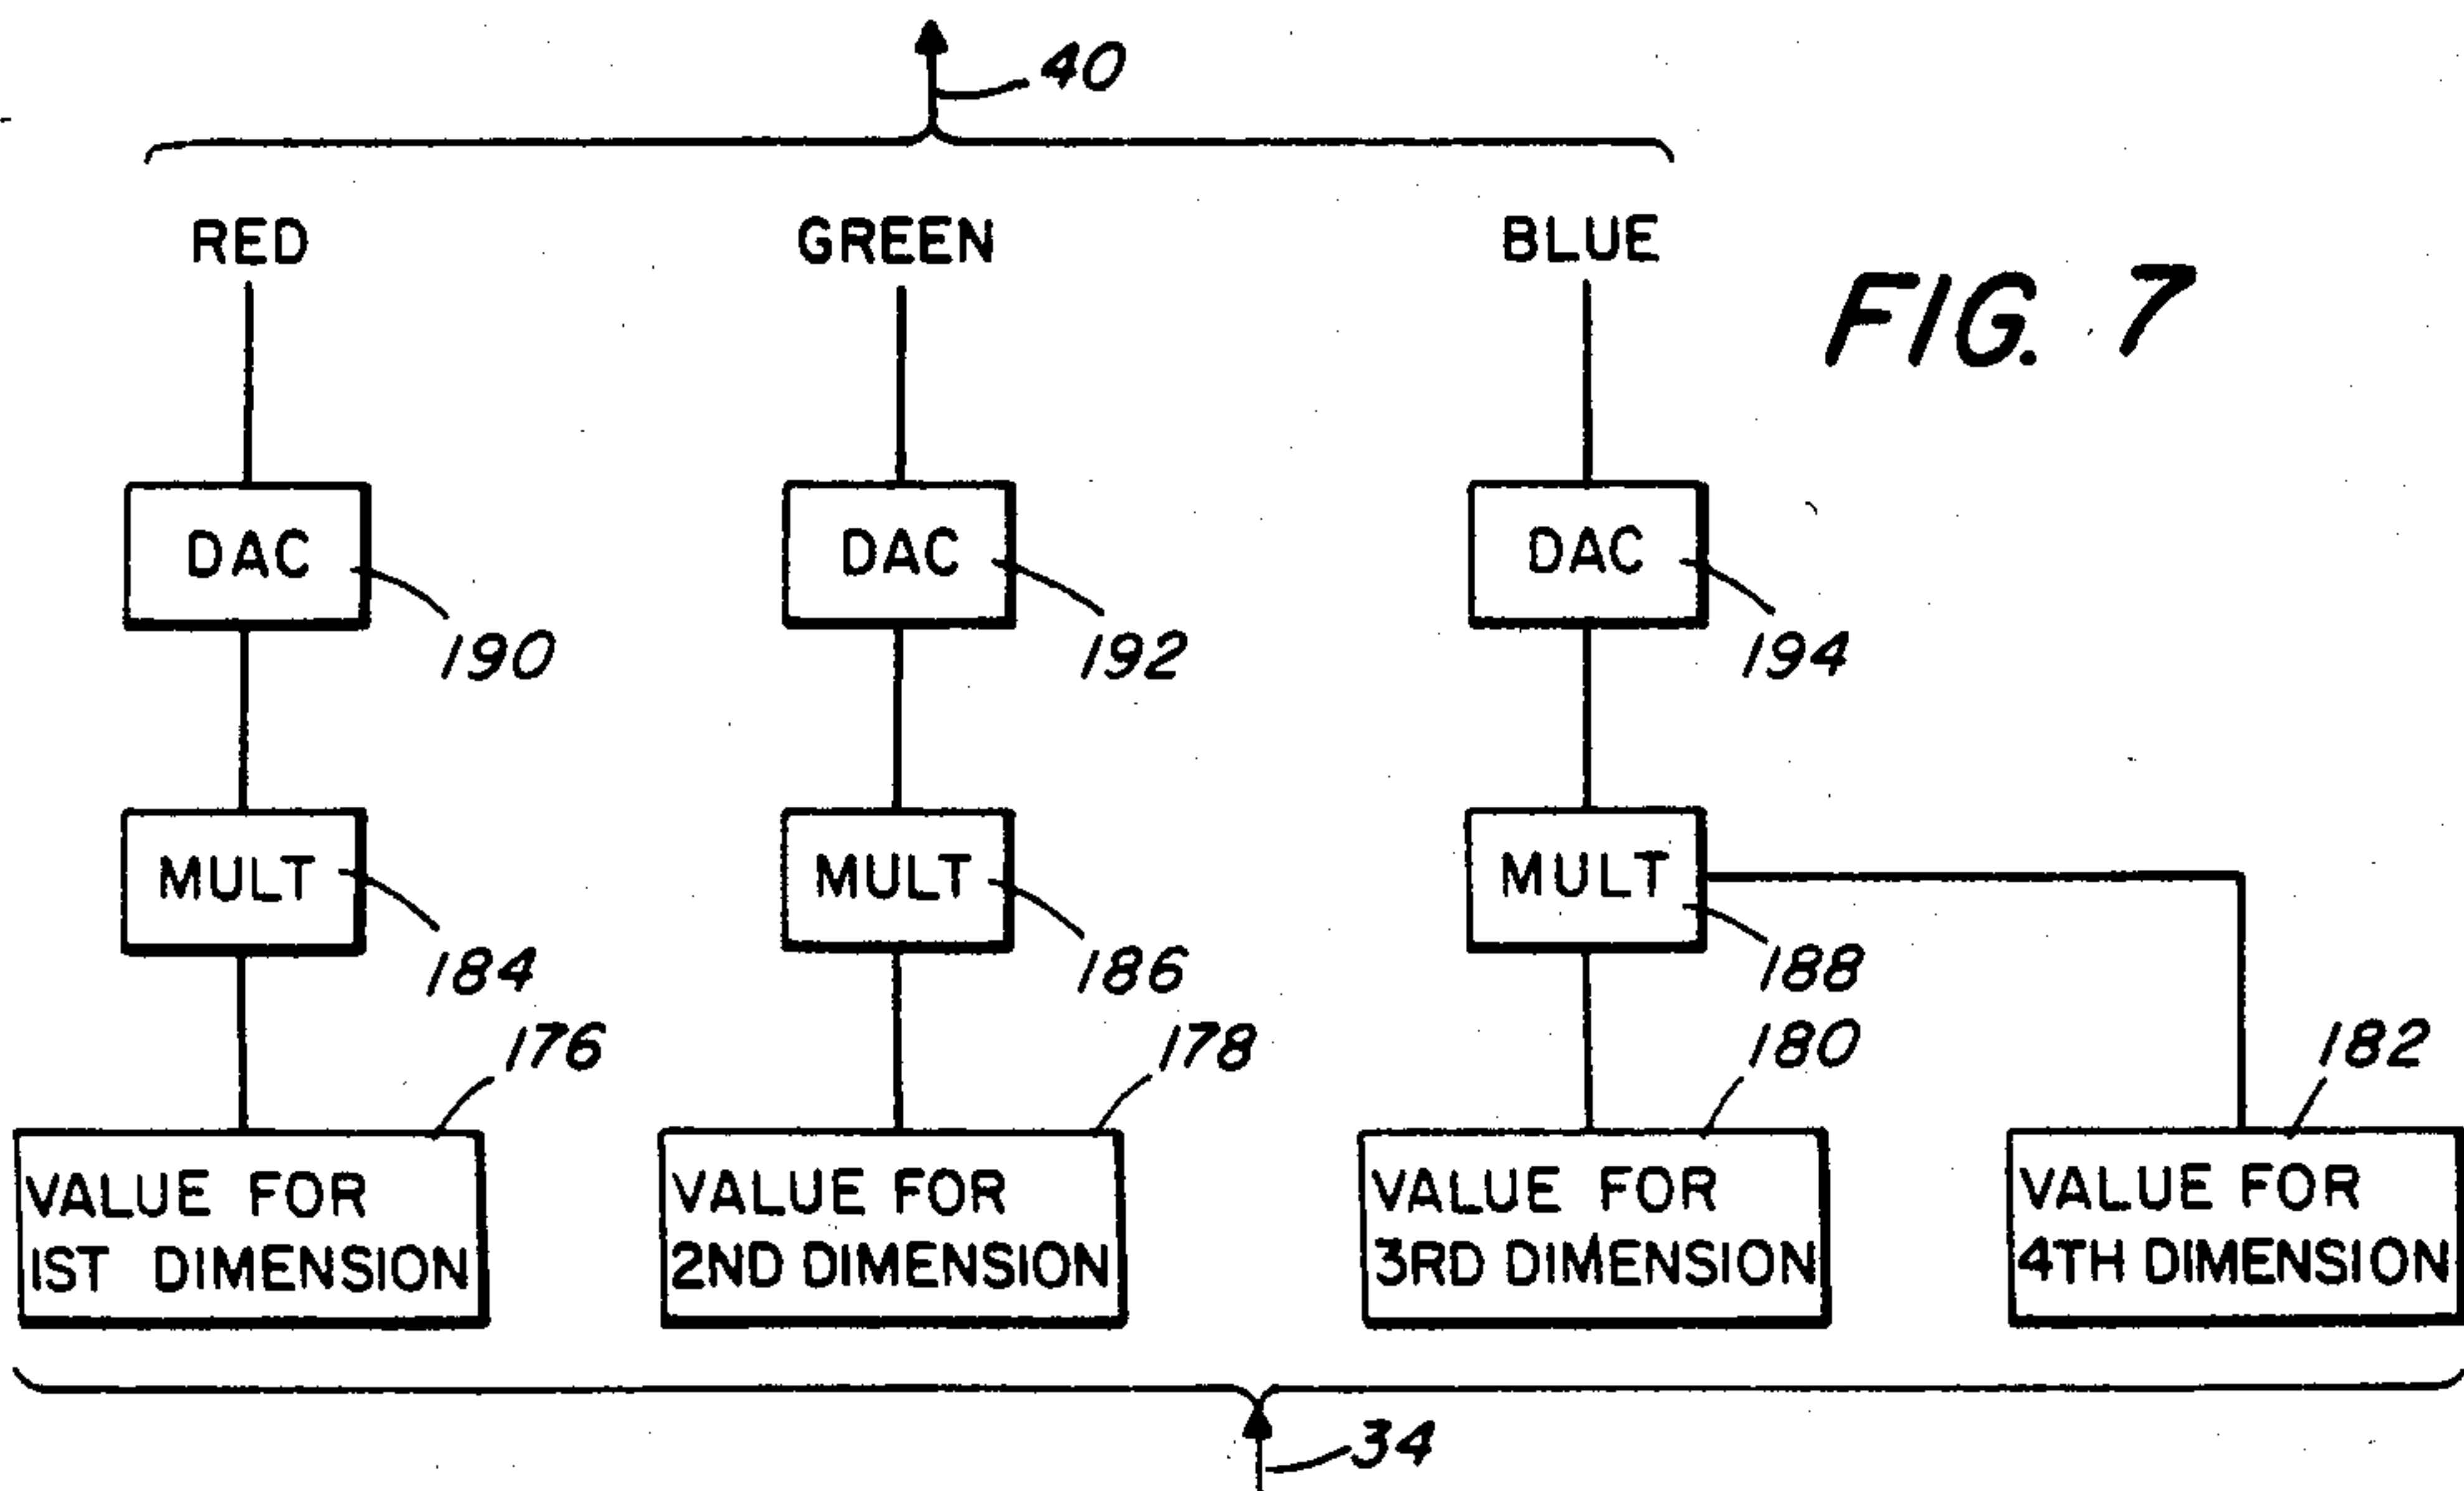 40
RED GREEN BLUE
FIG. 7
DAC DAC DAC
190 192 194
MULT MULT MULT
184 186 188
176 178 180 182
VALUE FOR VALUE FOR VALUE FOR VALUE FOR
1ST DIMENSION 2ND DIMENSION 3RD DIMENSION 4TH DIMENSION
34